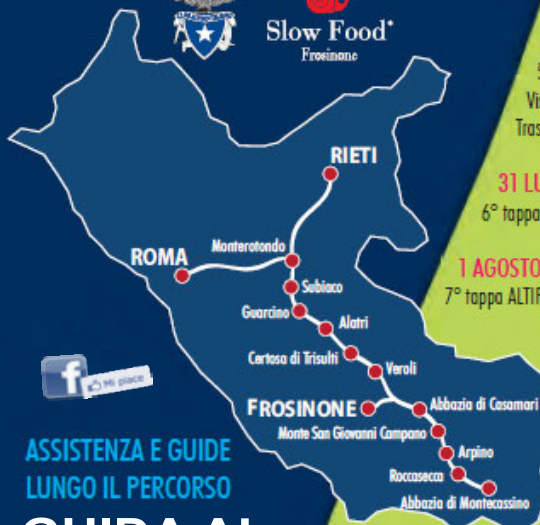 Slow Food®
Frosinone
Vis
Tras
31 LU
6° tappa
1 AGOSTO
7° tappa ALTIF
RIETI
Monterotondo
ROMA
Subiaco
Guarcino
Alatri
Certosa di Trisulti
Veroli
FROSINONE
Abbazia di Casamari
Monte San Giovanni Campano
Arpino
Roccasecca
Abbazia di Montecassino
Mi piace
ASSISTENZA E GUIDE
LUNGO IL PERCORSO